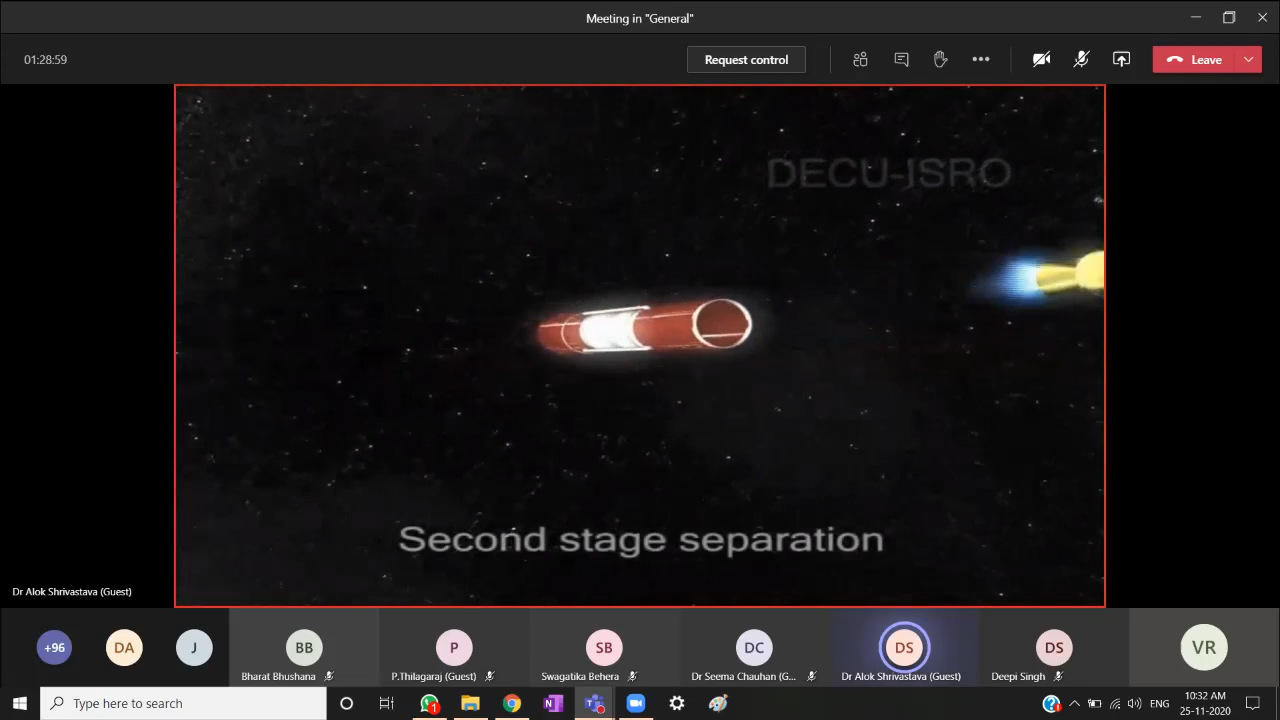 Meeting in "General"
01:28:59
Request control
Leave
DECU-ISRO
Second stage separation
Dr Alok Shrivastava (Guest)
+96
DA
J
BB
P
SB
DC
DS
DS
VR
Bharat Bhushana
P.Thilagaraj (Guest)
Swagatika Behera
Dr Seema Chauhan (G...
Dr Alok Shrivastava (Guest)
Deepi Singh
Type here to search
ENG
10:32 AM
25-11-2020